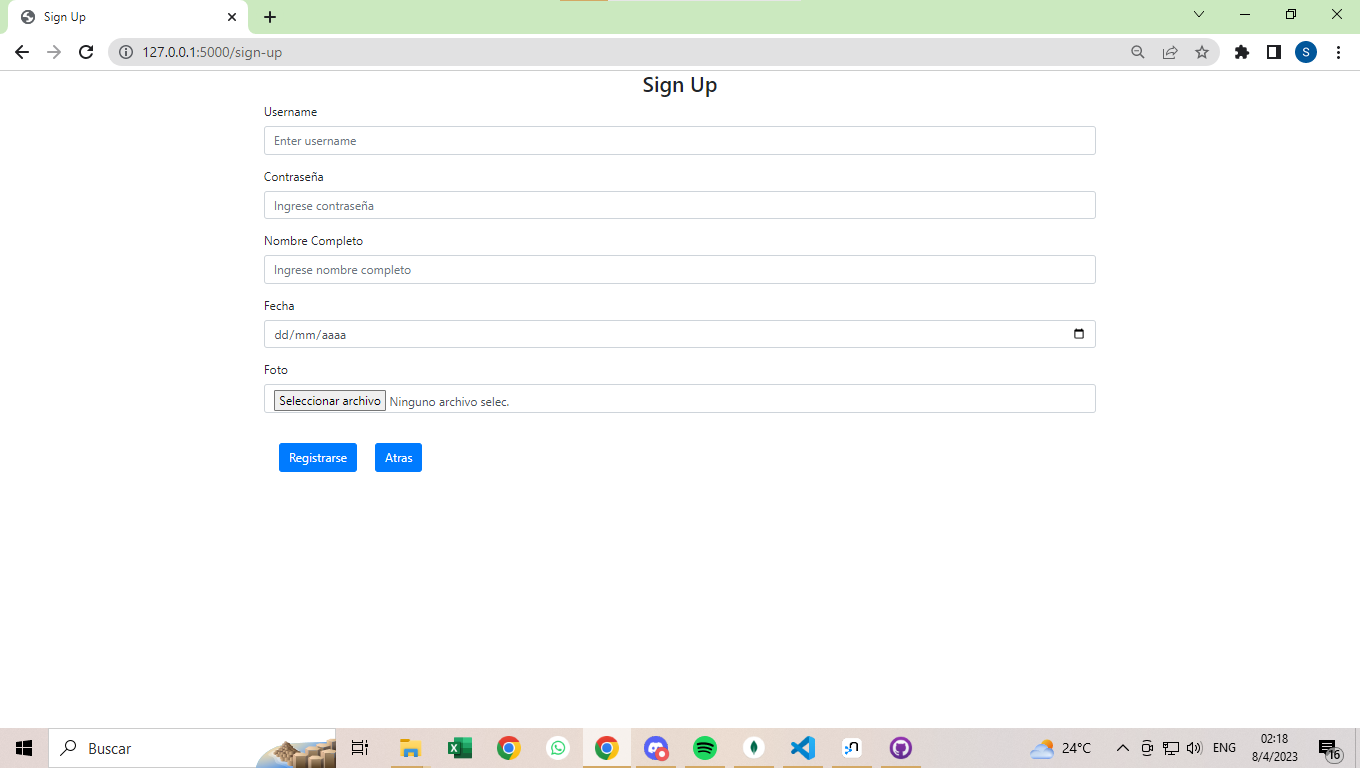 Sign Up
127.0.0.1:5000/sign-up
S
Sign Up
Username
Enter username
Contraseña
Ingrese contraseña
Nombre Completo
Ingrese nombre completo
Fecha
dd/mm/aaaa
Foto
Seleccionar archivo Ninguno archivo selec.
Registrarse Atras
Buscar
24°C
ENG
02:18
8/4/2023
16